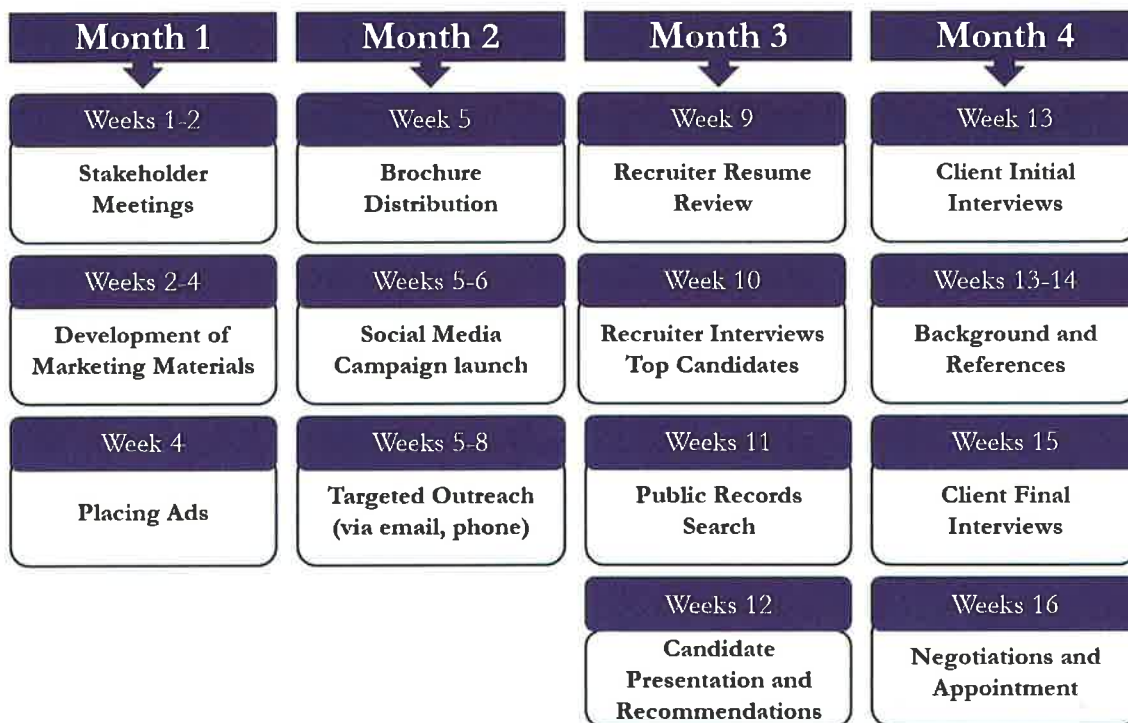 Month 1
Weeks 1-2
Stakeholder
Meetings
Weeks 2-4
Development of
Marketing Materials
Week 4
Placing Ads
Month 2
Week 5
Brochure
Distribution
Weeks 5-6
Social Media
Campaign launch
Weeks 5-8
Targeted Outreach
(via email, phone)
Month 3
Week 9
Recruiter Resume
Review
Week 10
Recruiter Interviews
Top Candidates
Weeks 11
Public Records
Search
Weeks 12
Candidate
Presentation and
Recommendations
Month 4
Week 13
Client Initial
Interviews
Weeks 13-14
Background and
References
Weeks 15
Client Final
Interviews
Weeks 16
Negotiations and
Appointment